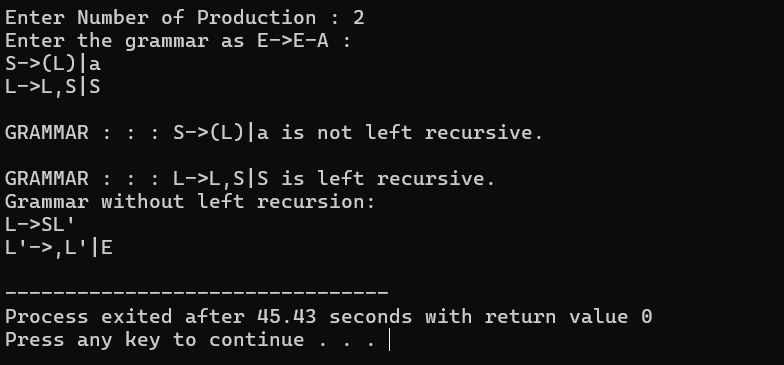 Enter Number of Production : 2
Enter the grammar as E->E-A :
S->(L)|a
L->L,S|S
GRAMMAR : : : S->(L)|a is not left recursive.
GRAMMAR : : : L->L,S|S is left recursive.
Grammar without left recursion:
L->SL'
L'->,L'|E
--------------------------------
Process exited after 45.43 seconds with return value 0
Press any key to continue . . .